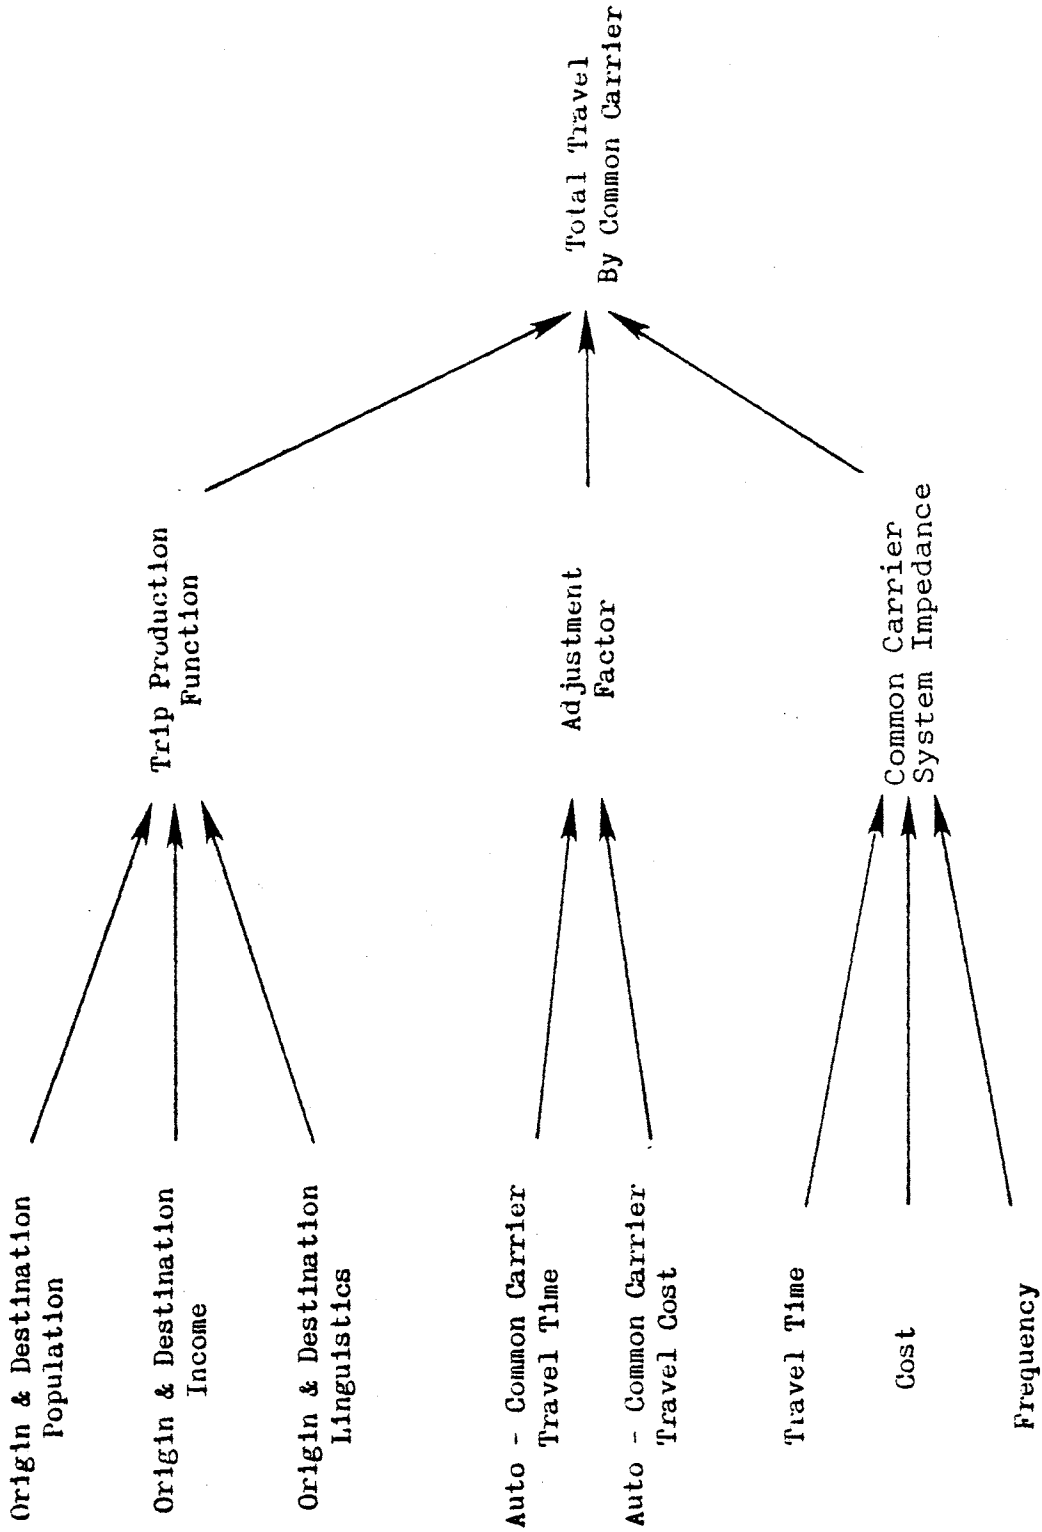 Origin & Destination
Population
Origin & Destination
Income
Origin & Destination
Linguistics
Auto - Common Carrier
Travel Time
Auto - Common Carrier
Travel Cost
Travel Time
Cost
Frequency
Trip Production
Function
Adjustment
Factor
Common Carrier
System Impedance
Total Travel
By Common Carrier